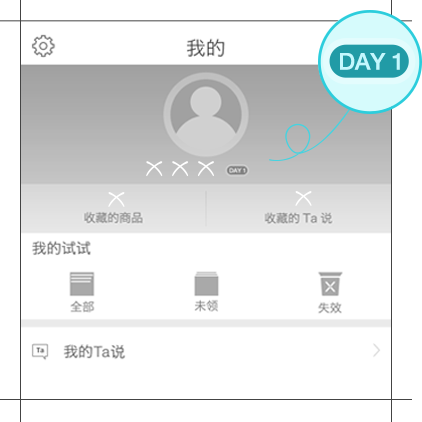 我的
DAY 1
DAY 1
收藏的商品
收藏的 Ta 说
我的试试
全部
未领
失效
Ta
我的Ta说